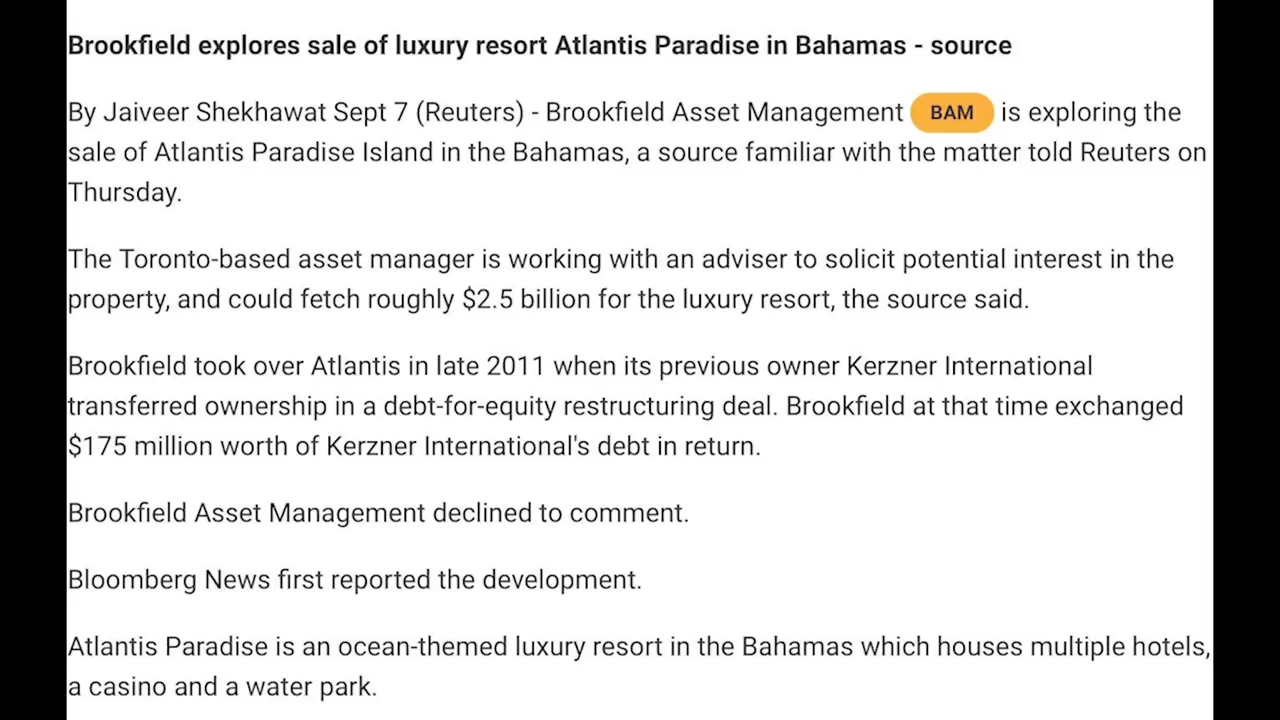 Brookfield explores sale of luxury resort Atlantis Paradise in Bahamas - source
By Jaiveer Shekhawat Sept 7 (Reuters) - Brookfield Asset Management BAM is exploring the
sale of Atlantis Paradise Island in the Bahamas, a source familiar with the matter told Reuters on
Thursday.
The Toronto-based asset manager is working with an adviser to solicit potential interest in the
property, and could fetch roughly $2.5 billion for the luxury resort, the source said.
Brookfield took over Atlantis in late 2011 when its previous owner Kerzner International
transferred ownership in a debt-for-equity restructuring deal. Brookfield at that time exchanged
$175 million worth of Kerzner International's debt in return.
Brookfield Asset Management declined to comment.
Bloomberg News first reported the development.
Atlantis Paradise is an ocean-themed luxury resort in the Bahamas which houses multiple hotels,
a casino and a water park.